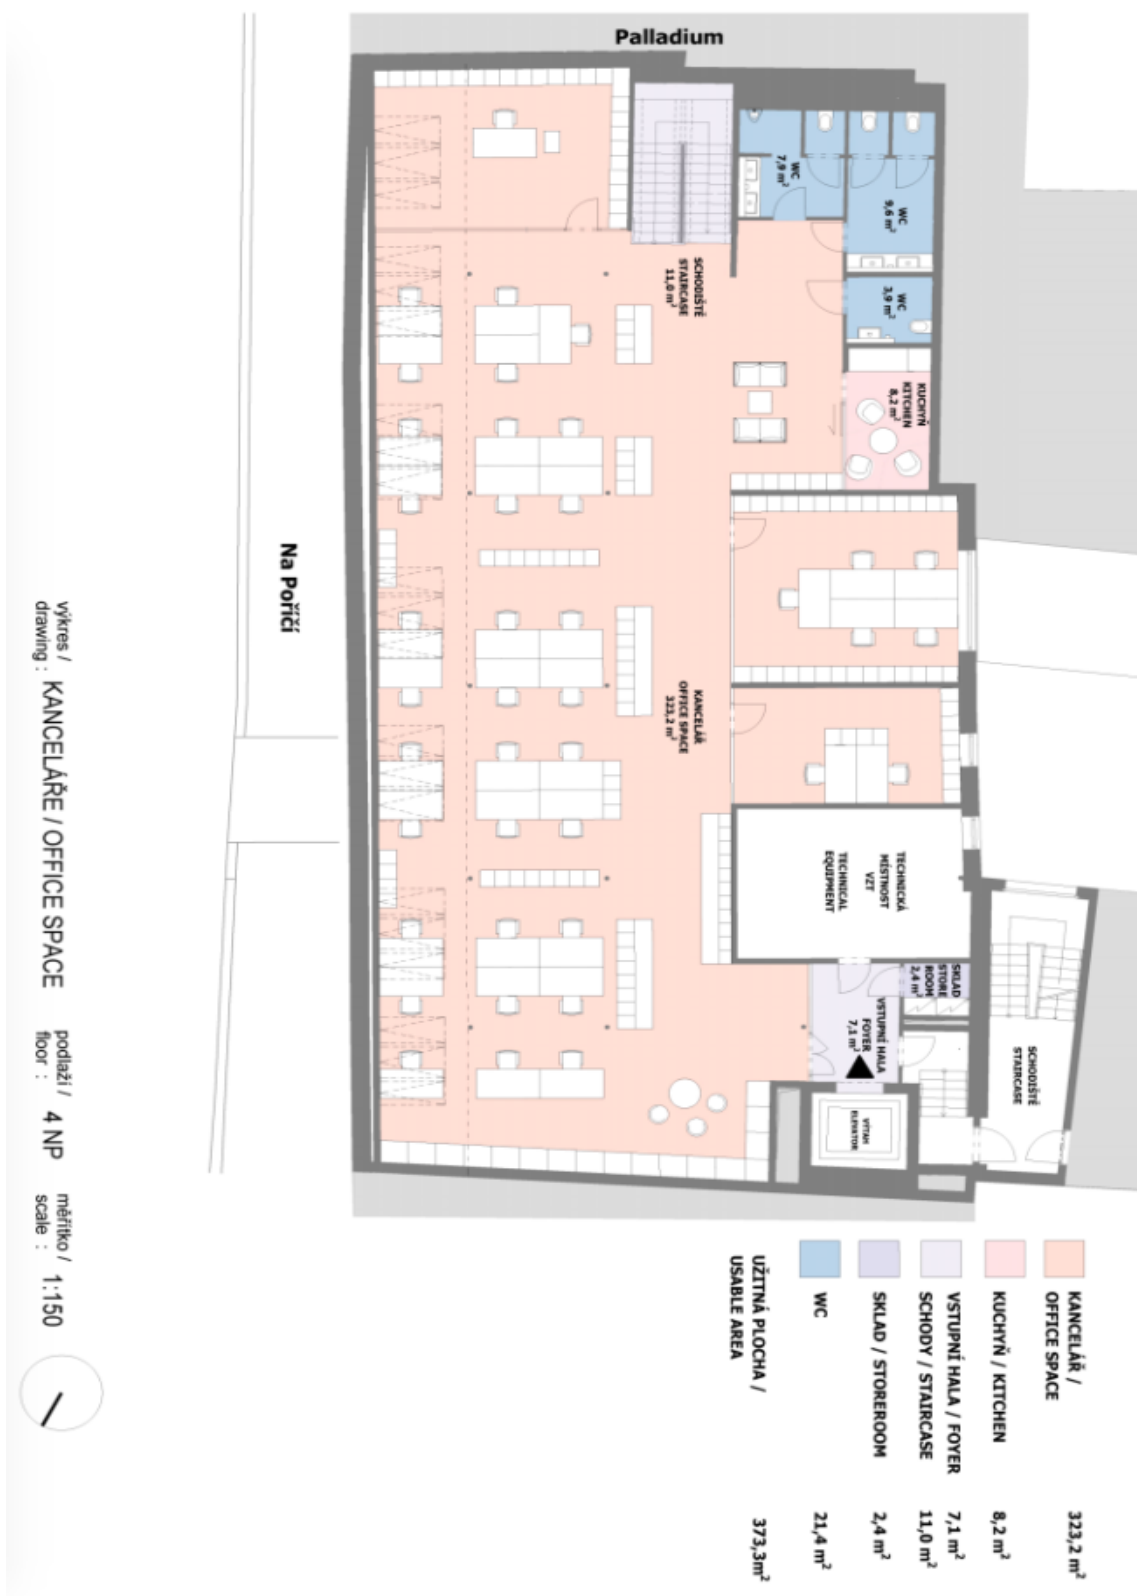 Palladium
WC
7,9 m²
WC
9,6 m²
WC
3,9 m²
SCHODIŠTĚ
STAIRCASE
11,0 m²
KUCHYŇ
KITCHEN
8,2 m²
Na Poříčí
KANCELÁŘ
OFFICE SPACE
323,2 m²
TECHNICKÁ
MÍSTNOST
VZT
TECHNICAL
EQUIPMENT
SKLAD
STORE
ROOM
2,4 m²
VSTUPNÍ HALA
FOYER
7,1 m²
SCHODIŠTĚ
STAIRCASE
VÝTAH
ELEVATOR
KANCELÁŘ /
OFFICE SPACE
323,2 m²
KUCHYŇ / KITCHEN
8,2 m²
VSTUPNÍ HALA / FOYER
7,1 m²
SCHODY / STAIRCASE
11,0 m²
SKLAD / STOREROOM
2,4 m²
WC
21,4 m²
UŽITNÁ PLOCHA /
USABLE AREA
373,3m²
výkres /
drawing : KANCELÁŘE / OFFICE SPACE
podlaží /
floor : 4 NP
měřítko /
scale : 1:150